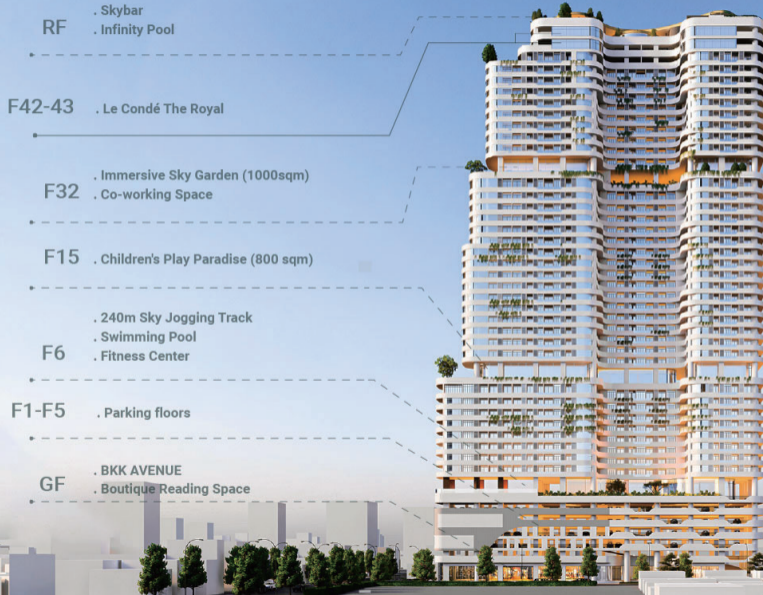 RF
. Skybar
. Infinity Pool
F42-43
. Le Condé The Royal
F32
. Immersive Sky Garden (1000sqm)
. Co-working Space
F15
. Children's Play Paradise (800 sqm)
F6
. 240m Sky Jogging Track
. Swimming Pool
. Fitness Center
F1-F5
. Parking floors
GF
. BKK AVENUE
. Boutique Reading Space